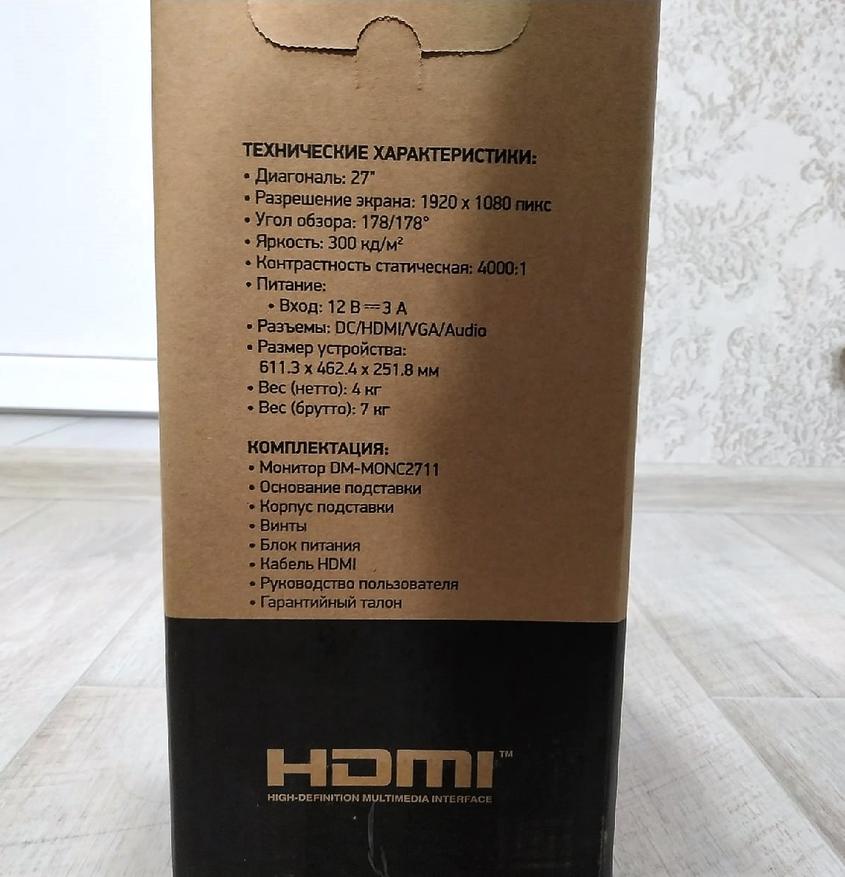 ТЕХНИЧЕСКИЕ ХАРАКТЕРИСТИКИ:
• Диагональ: 27"
• Разрешение экрана: 1920 x 1080 пикс
• Угол обзора: 178/178°
• Яркость: 300 кд/м²
• Контрастность статическая: 4000:1
• Питание:
• Вход: 12 В ⎓ 3 А
• Разъемы: DC/HDMI/VGA/Audio
• Размер устройства:
611.3 x 462.4 x 251.8 мм
• Вес (нетто): 4 кг
• Вес (брутто): 7 кг
КОМПЛЕКТАЦИЯ:
• Монитор DM-MONC2711
• Основание подставки
• Корпус подставки
• Винты
• Блок питания
• Кабель HDMI
• Руководство пользователя
• Гарантийный талон
HDMI™
HIGH-DEFINITION MULTIMEDIA INTERFACE